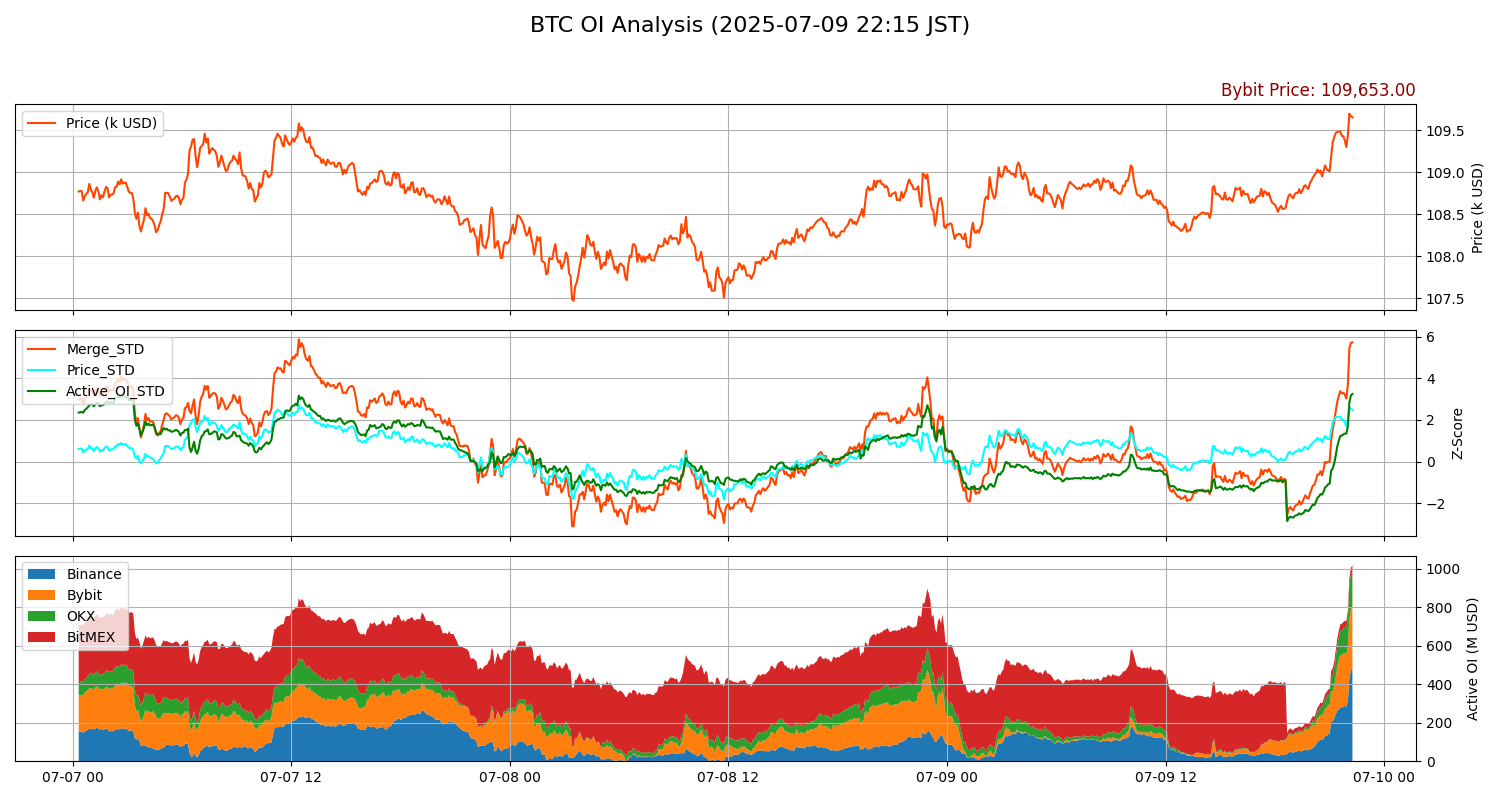 BTC OI Analysis (2025-07-09 22:15 JST)
Bybit Price: 109,653.00
Price (k USD)
109.5
109.0
108.5
108.0
107.5
Price (k USD)
Merge_STD
Price_STD
Active_OI_STD
6
4
2
0
−2
Z-Score
Binance
Bybit
OKX
BitMEX
1000
800
600
400
200
0
Active OI (M USD)
07-07 00
07-07 12
07-08 00
07-08 12
07-09 00
07-09 12
07-10 00